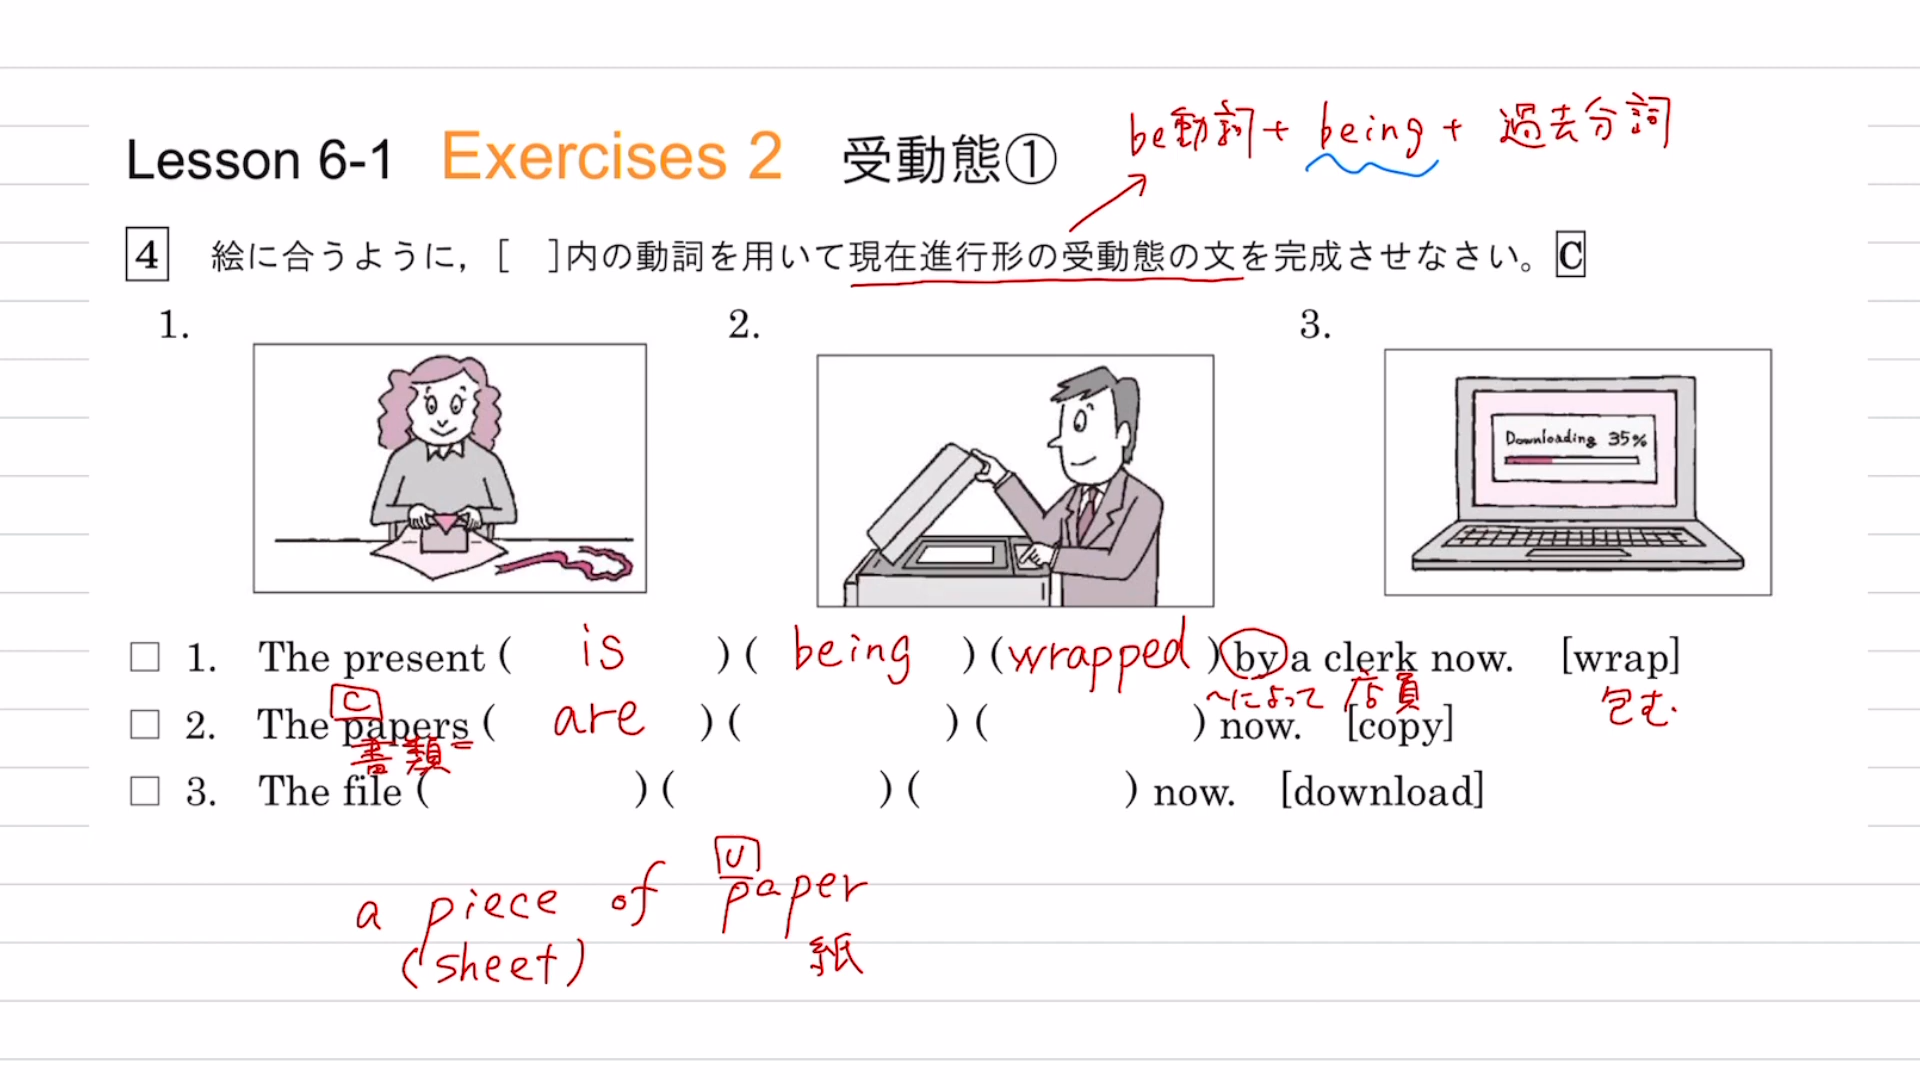 be動詞 + being + 過去分詞
Lesson 6-1 Exercises 2 受動態①
4 絵に合うように，[ ]内の動詞を用いて現在進行形の受動態の文を完成させなさい。C
1. 2. 3.
Downloading 35%
□ 1. The present ( is ) ( being ) (wrapped) by a clerk now. [wrap]
〜によって 店員 包む
C
□ 2. The papers ( are ) ( ) ( ) now. [copy]
書類
□ 3. The file ( ) ( ) ( ) now. [download]
U
a piece of paper
(sheet) 紙